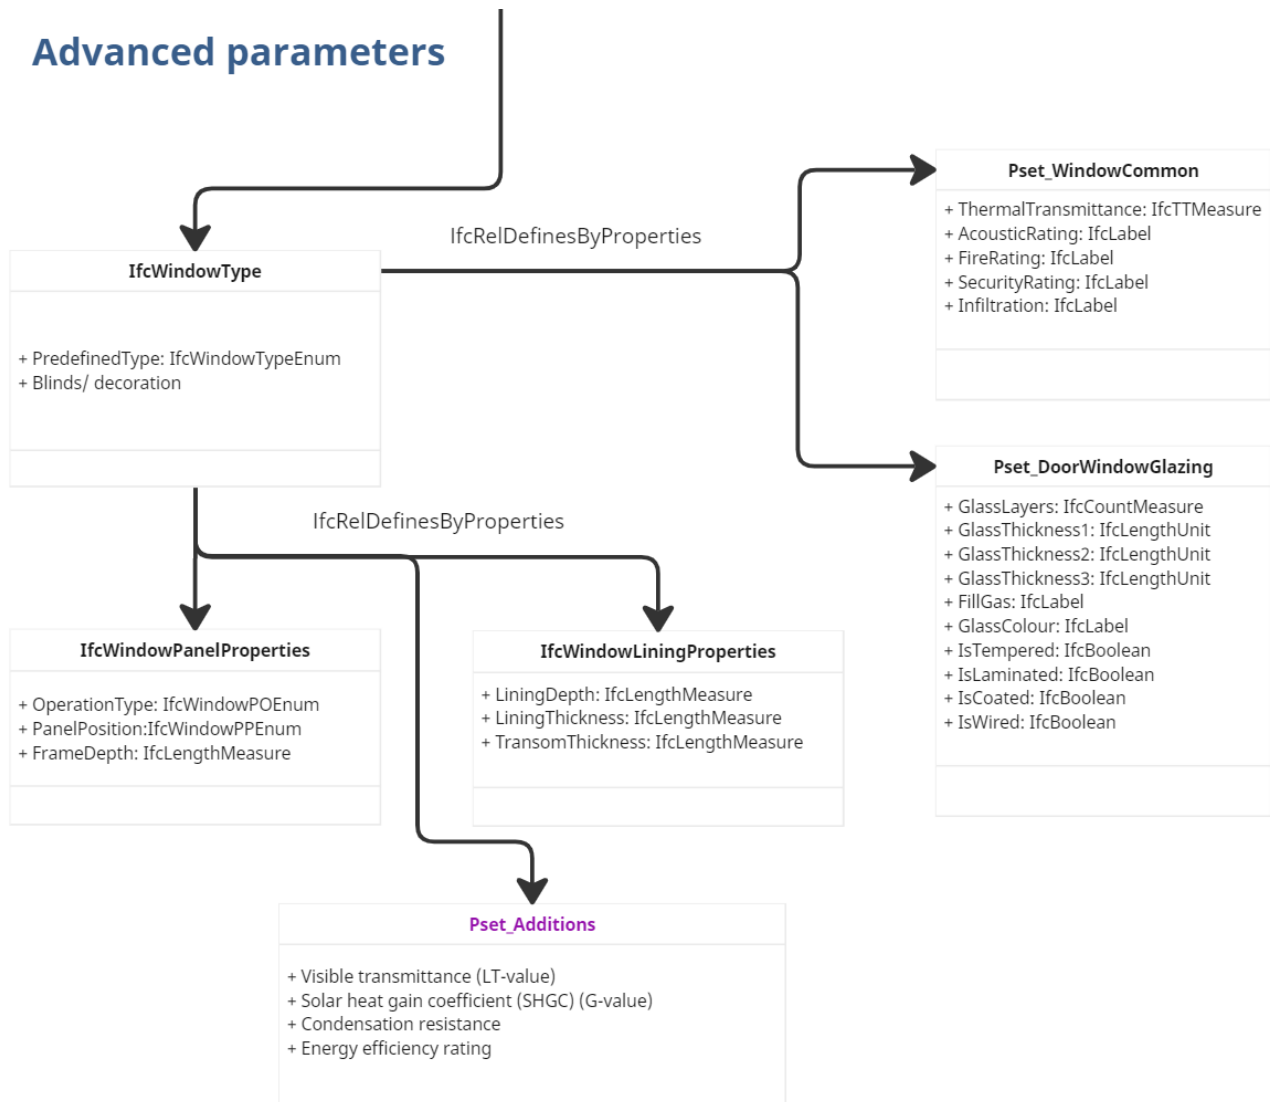 Advanced parameters
IfcRelDefinesByProperties
Pset_WindowCommon
+ ThermalTransmittance: IfcTTMeasure
+ AcousticRating: IfcLabel
+ FireRating: IfcLabel
+ SecurityRating: IfcLabel
+ Infiltration: IfcLabel
IfcWindowType
+ PredefinedType: IfcWindowTypeEnum
+ Blinds/ decoration
Pset_DoorWindowGlazing
+ GlassLayers: IfcCountMeasure
+ GlassThickness1: IfcLengthUnit
+ GlassThickness2: IfcLengthUnit
+ GlassThickness3: IfcLengthUnit
+ FillGas: IfcLabel
+ GlassColour: IfcLabel
+ IsTempered: IfcBoolean
+ IsLaminated: IfcBoolean
+ IsCoated: IfcBoolean
+ IsWired: IfcBoolean
IfcRelDefinesByProperties
IfcWindowPanelProperties
+ OperationType: IfcWindowPOEnum
+ PanelPosition:IfcWindowPPEnum
+ FrameDepth: IfcLengthMeasure
IfcWindowLiningProperties
+ LiningDepth: IfcLengthMeasure
+ LiningThickness: IfcLengthMeasure
+ TransomThickness: IfcLengthMeasure
Pset_Additions
+ Visible transmittance (LT-value)
+ Solar heat gain coefficient (SHGC) (G-value)
+ Condensation resistance
+ Energy efficiency rating